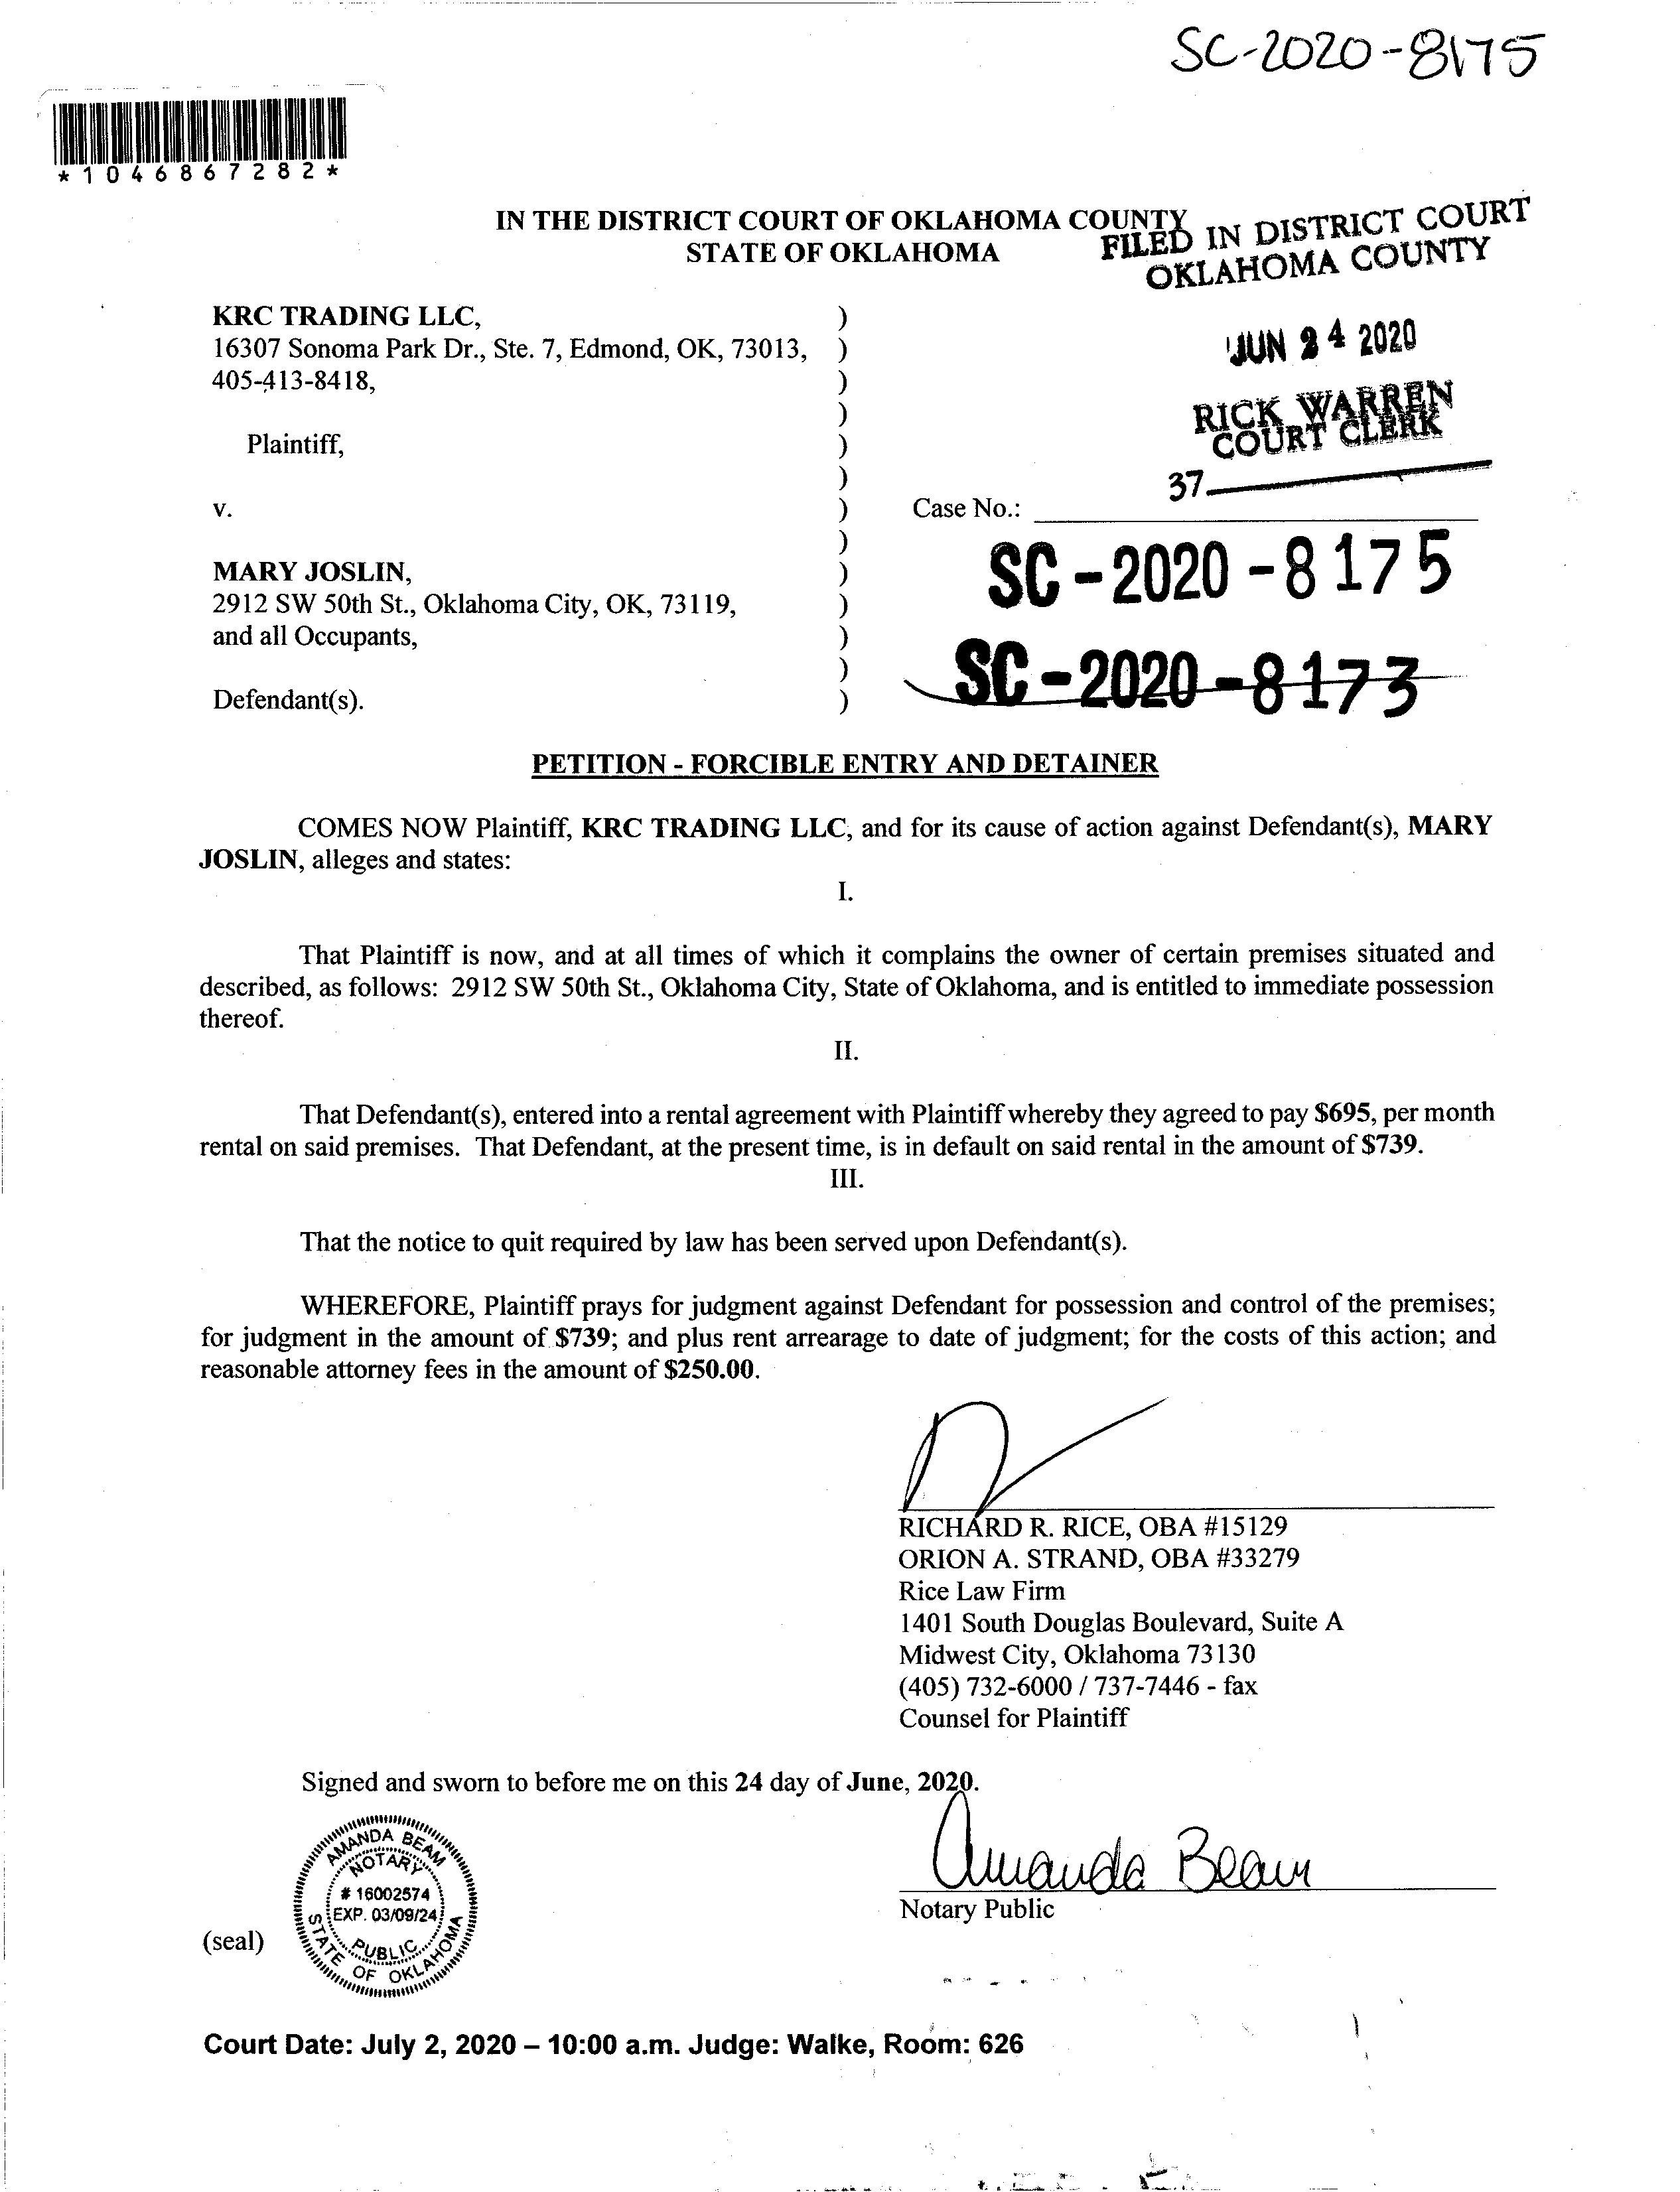 SC-2020-8175
*1046867282*
IN THE DISTRICT COURT OF OKLAHOMA COUNTY
STATE OF OKLAHOMA
FILED IN DISTRICT COURT
OKLAHOMA COUNTY
JUN 24 2020
RICK WARREN
COURT CLERK
37
KRC TRADING LLC, )
16307 Sonoma Park Dr., Ste. 7, Edmond, OK, 73013, )
405-413-8418, )
)
Plaintiff, )
)
v. ) Case No.:
)
MARY JOSLIN, )
2912 SW 50th St., Oklahoma City, OK, 73119, )
and all Occupants, )
)
Defendant(s). )
SC-2020-8175
SC-2020-8173
PETITION - FORCIBLE ENTRY AND DETAINER
COMES NOW Plaintiff, KRC TRADING LLC, and for its cause of action against Defendant(s), MARY
JOSLIN, alleges and states:
I.
That Plaintiff is now, and at all times of which it complains the owner of certain premises situated and
described, as follows: 2912 SW 50th St., Oklahoma City, State of Oklahoma, and is entitled to immediate possession
thereof.
II.
That Defendant(s), entered into a rental agreement with Plaintiff whereby they agreed to pay $695, per month
rental on said premises. That Defendant, at the present time, is in default on said rental in the amount of $739.
III.
That the notice to quit required by law has been served upon Defendant(s).
WHEREFORE, Plaintiff prays for judgment against Defendant for possession and control of the premises;
for judgment in the amount of $739; and plus rent arrearage to date of judgment; for the costs of this action; and
reasonable attorney fees in the amount of $250.00.
RICHARD R. RICE, OBA #15129
ORION A. STRAND, OBA #33279
Rice Law Firm
1401 South Douglas Boulevard, Suite A
Midwest City, Oklahoma 73130
(405) 732-6000 / 737-7446 - fax
Counsel for Plaintiff
Signed and sworn to before me on this 24 day of June, 2020.
Amanda Beam
Notary Public
(seal)
AMANDA BEAM
NOTARY
# 16002574
EXP. 03/09/24
PUBLIC
STATE OF OKLAHOMA
Court Date: July 2, 2020 – 10:00 a.m. Judge: Walke, Room: 626